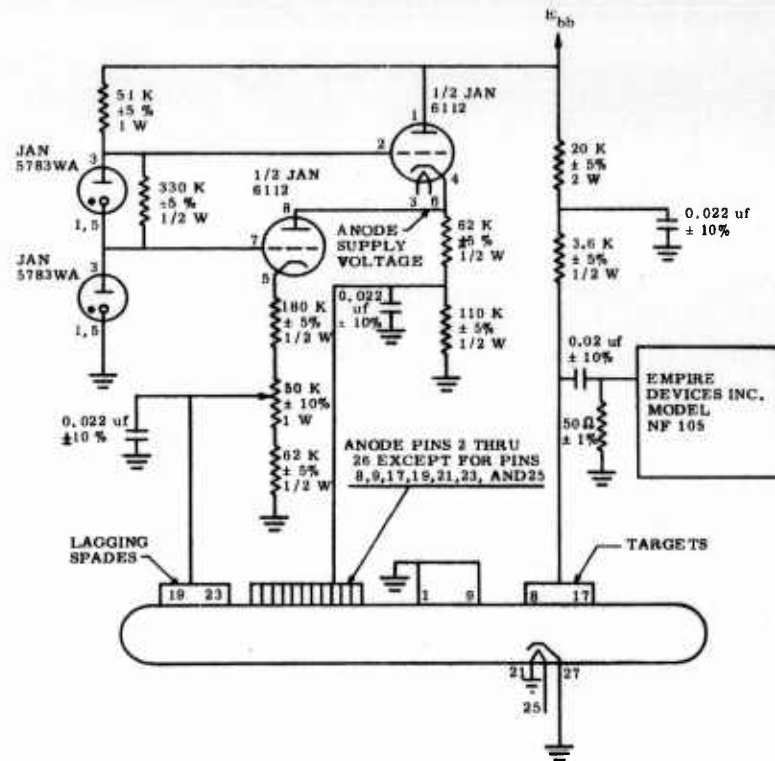 Ebb
51 K
±5 %
1 W
1/2 JAN
6112
1
2
4
3 6
20 K
± 5%
2 W
JAN
5783WA
3
1,5
330 K
±5 %
1/2 W
1/2 JAN
6112
8
7
5
ANODE
SUPPLY
VOLTAGE
62 K
±5 %
1/2 W
0.022 uf
± 10%
3.6 K
± 5%
1/2 W
JAN
5783WA
3
1,5
180 K
± 5%
1/2 W
0.022
uf
± 10%
110 K
± 5%
1/2 W
0.02 uf
± 10%
EMPIRE
DEVICES INC.
MODEL
NF 105
50 Ω
± 1%
50 K
± 10%
1 W
0.022 uf
±10 %
62 K
± 5%
1/2 W
ANODE PINS 2 THRU
26 EXCEPT FOR PINS
8,9,17,19,21,23, AND25
LAGGING
SPADES
TARGETS
19 23
1 9
8 17
21 27
25